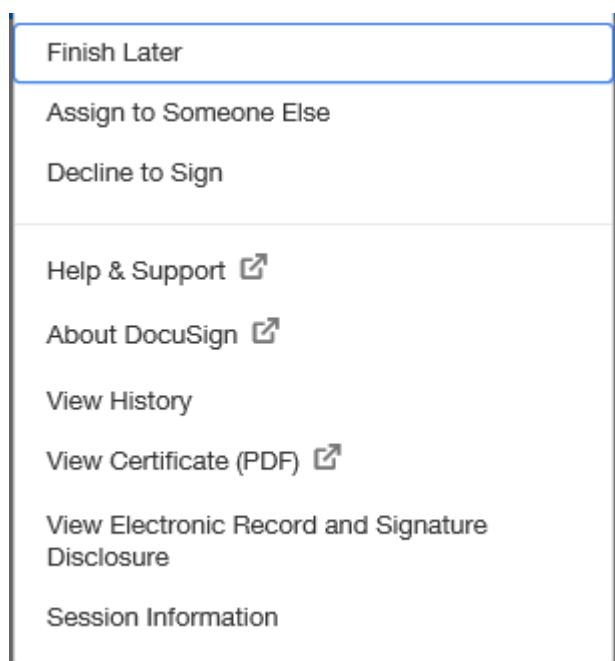 Finish Later
Assign to Someone Else
Decline to Sign
Help & Support
About DocuSign
View History
View Certificate (PDF)
View Electronic Record and Signature
Disclosure
Session Information